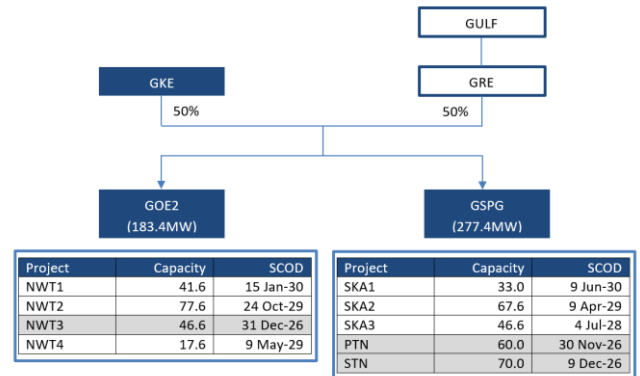 GULF
GKE
GRE
50%
50%
GOE2
(183.4MW)
GSPG
(277.4MW)
Project Capacity SCOD
NWT1 41.6 15 Jan-30
NWT2 77.6 24 Oct-29
NWT3 46.6 31 Dec-26
NWT4 17.6 9 May-29
Project Capacity SCOD
SKA1 33.0 9 Jun-30
SKA2 67.6 9 Apr-29
SKA3 46.6 4 Jul-28
PTN 60.0 30 Nov-26
STN 70.0 9 Dec-26